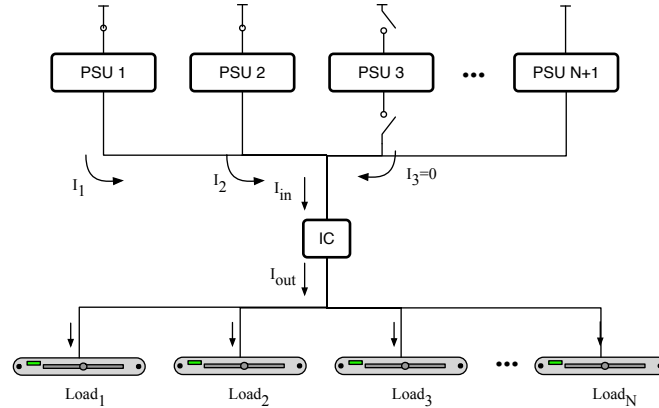 PSU 1
PSU 2
PSU 3
•••
PSU N+1
I1
I2
Iin
I3=0
IC
Iout
•••
Load1
Load2
Load3
LoadN